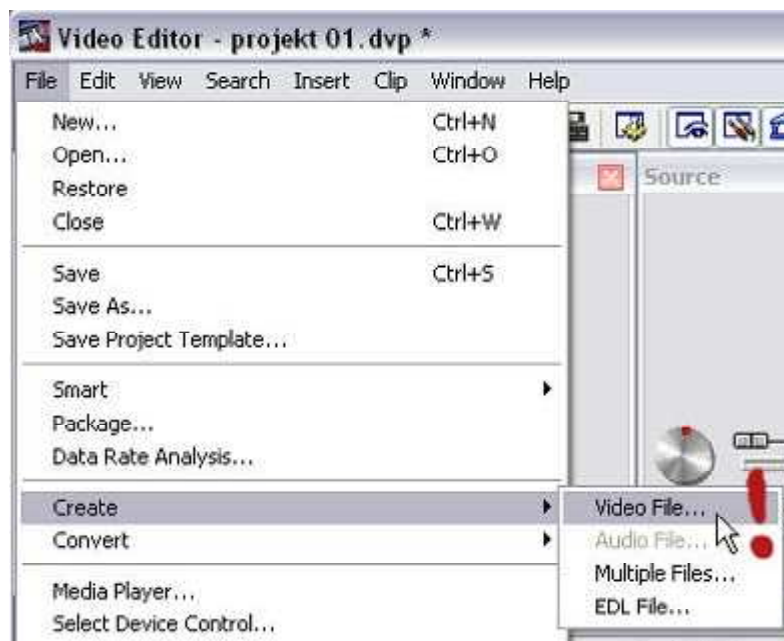 Video Editor - projekt 01.dvp *
File Edit View Search Insert Clip Window Help
New... Ctrl+N
Open... Ctrl+O
Restore
Close Ctrl+W
Source
Save Ctrl+S
Save As...
Save Project Template...
Smart
Package...
Data Rate Analysis...
Create
Video File...
Convert
Audio File...
Multiple Files...
Media Player...
EDL File...
Select Device Control...